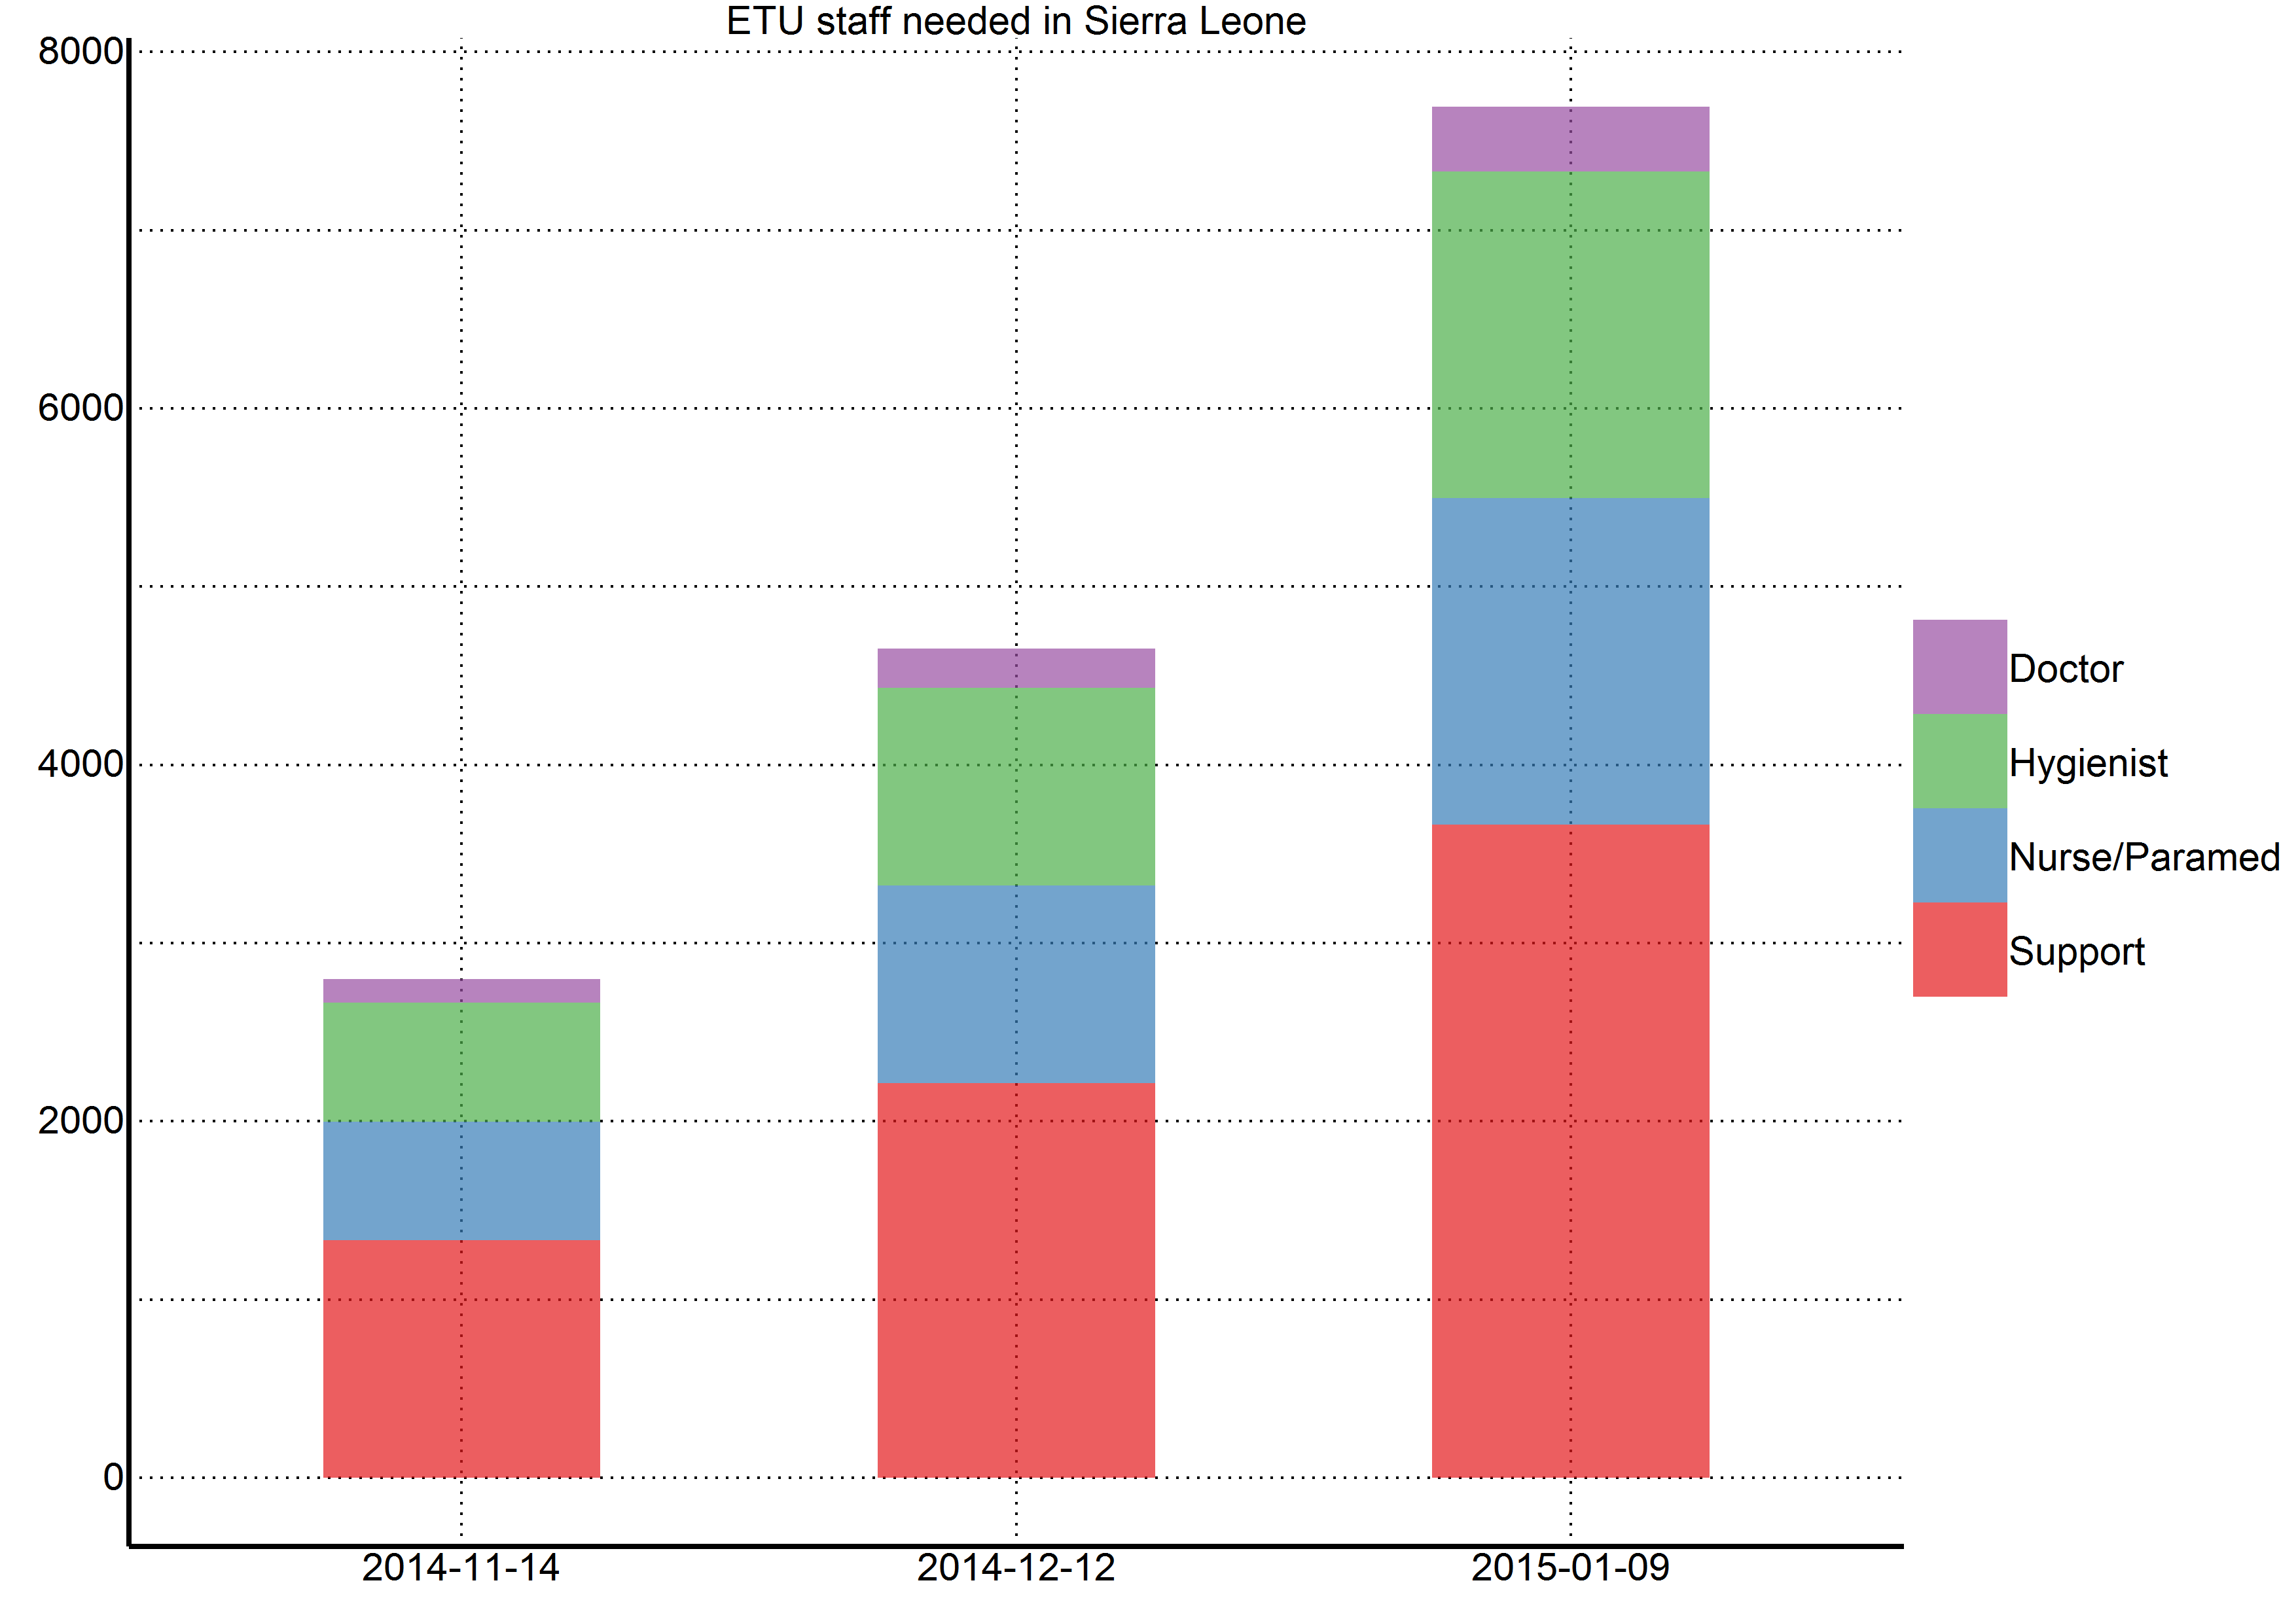 ETU staff needed in Sierra Leone
8000
6000
4000
2000
0
2014-11-14
2014-12-12
2015-01-09
Doctor
Hygienist
Nurse/Paramed
Support